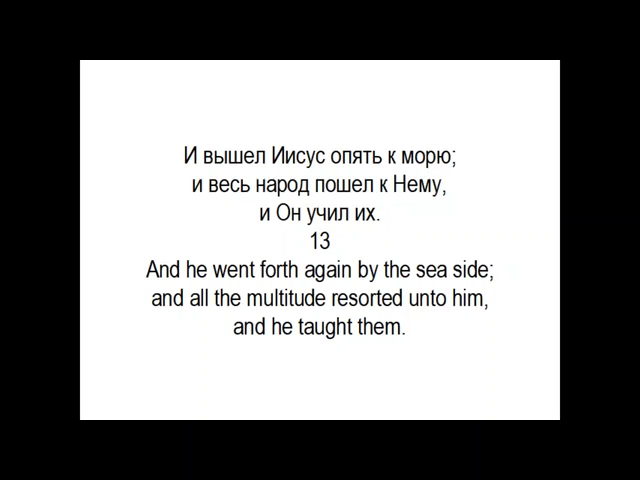 И вышел Иисус опять к морю;
и весь народ пошел к Нему,
и Он учил их.
13
And he went forth again by the sea side;
and all the multitude resorted unto him,
and he taught them.